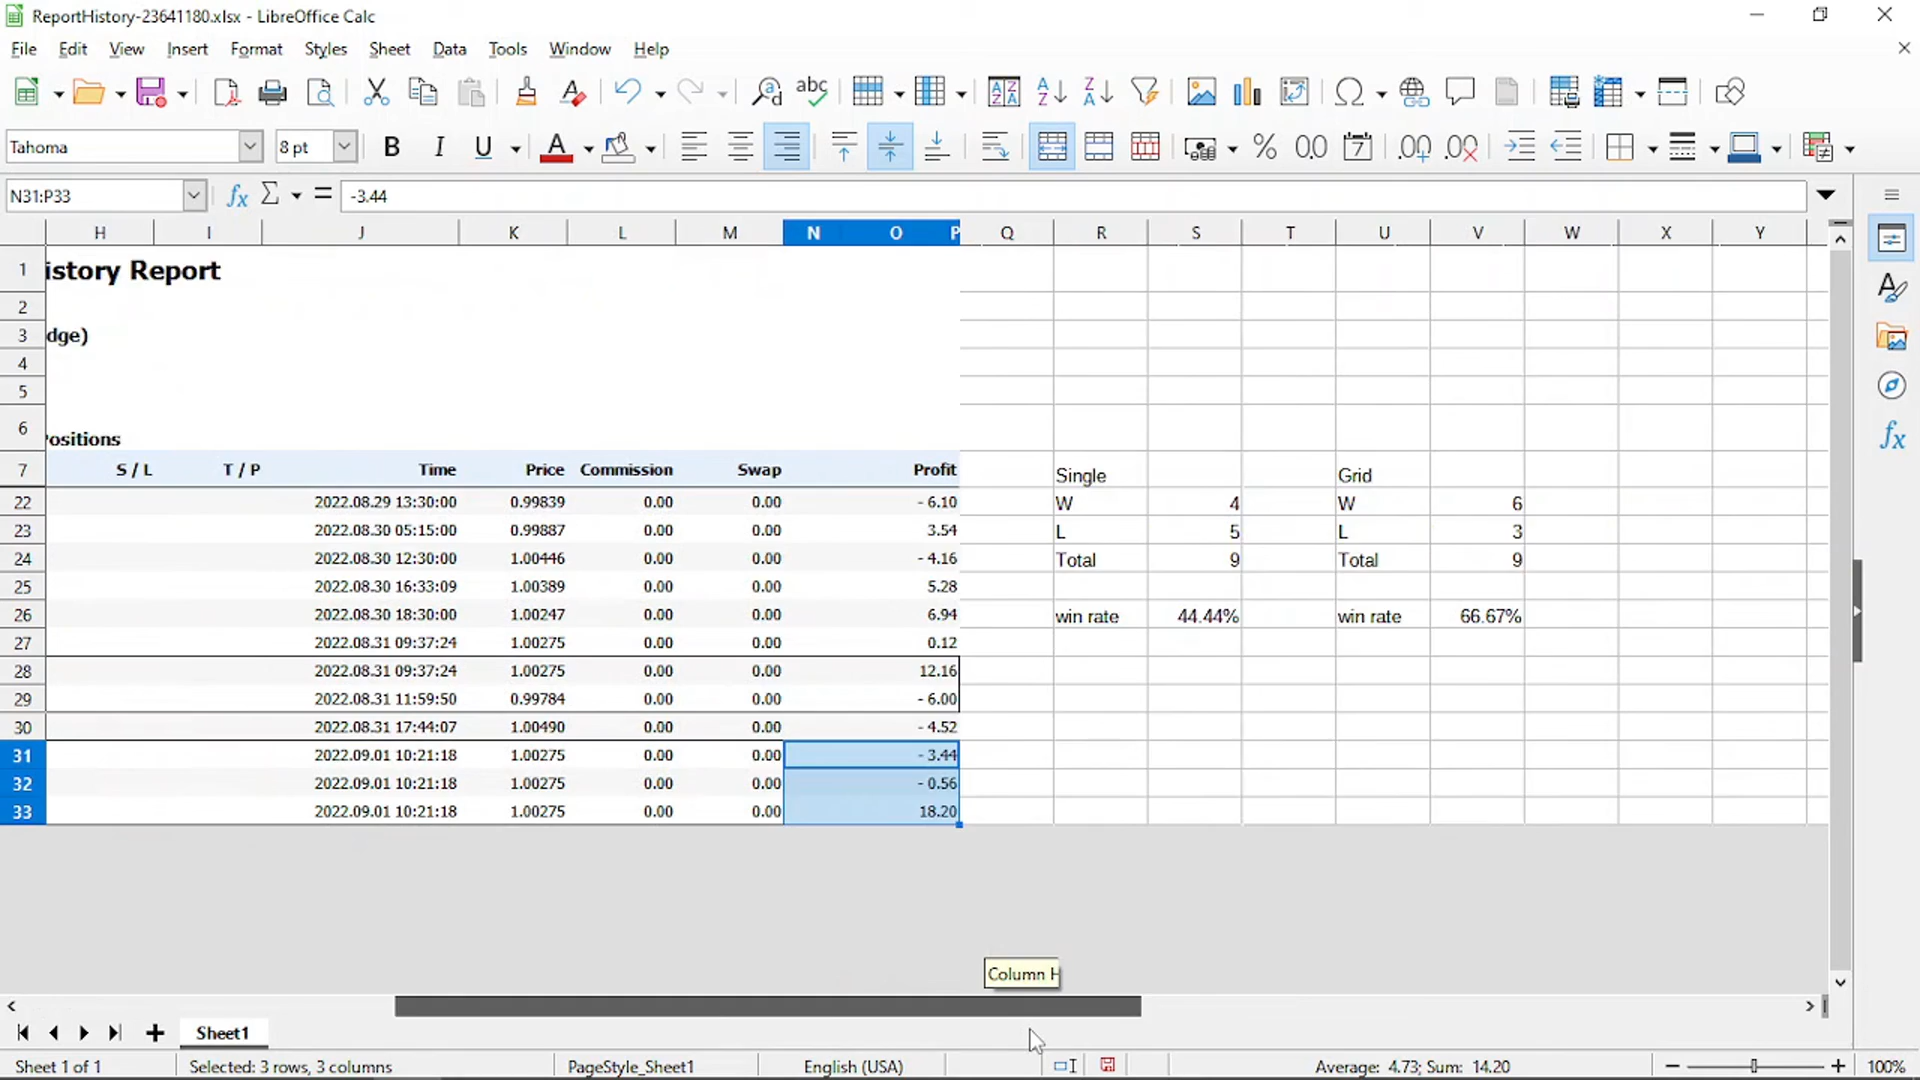 ReportHistory-23641180.xlsx - LibreOffice Calc
File Edit View Insert Format Styles Sheet Data Tools Window Help
Tahoma 8 pt
N31:P33 -3.44
H I J K L M N O P Q R S T U V W X Y
1 istory Report
2
3 dge)
4
5
6 Positions
7 S / L T / P Time Price Commission Swap Profit Single Grid
22 2022.08.29 13:30:00 0.99839 0.00 0.00 - 6.10 W 4 W 6
23 2022.08.30 05:15:00 0.99887 0.00 0.00 3.54 L 5 L 3
24 2022.08.30 12:30:00 1.00446 0.00 0.00 - 4.16 Total 9 Total 9
25 2022.08.30 16:33:09 1.00389 0.00 0.00 5.28
26 2022.08.30 18:30:00 1.00247 0.00 0.00 6.94 win rate 44.44% win rate 66.67%
27 2022.08.31 09:37:24 1.00275 0.00 0.00 0.12
28 2022.08.31 09:37:24 1.00275 0.00 0.00 12.16
29 2022.08.31 11:59:50 0.99784 0.00 0.00 - 6.00
30 2022.08.31 17:44:07 1.00490 0.00 0.00 - 4.52
31 2022.09.01 10:21:18 1.00275 0.00 0.00 - 3.44
32 2022.09.01 10:21:18 1.00275 0.00 0.00 - 0.56
33 2022.09.01 10:21:18 1.00275 0.00 0.00 18.20
Column H
Sheet1
Sheet 1 of 1 Selected: 3 rows, 3 columns PageStyle_Sheet1 English (USA) Average: 4.73; Sum: 14.20 100%